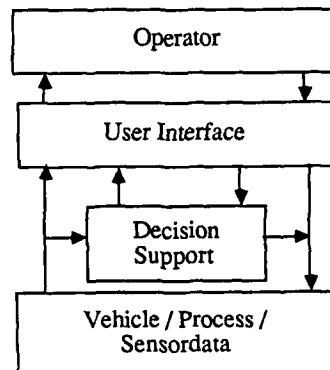 Operator
User Interface
Decision
Support
Vehicle / Process /
Sensordata